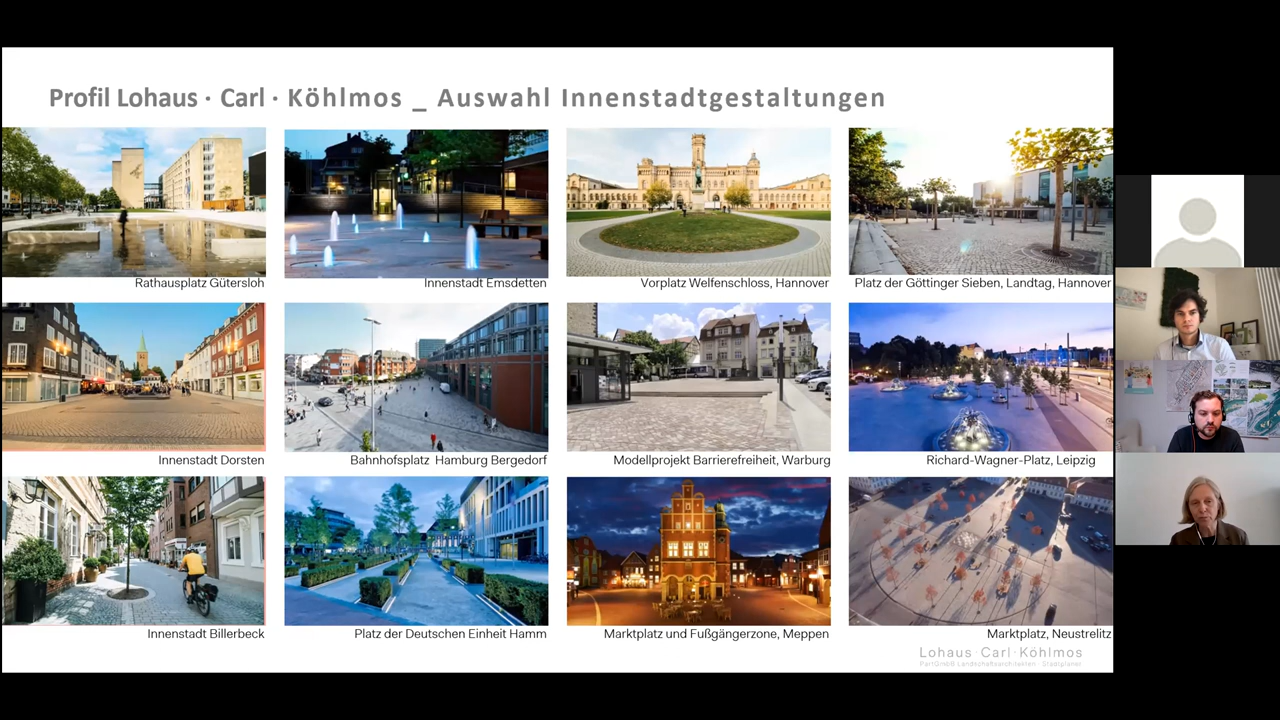 Profil Lohaus · Carl · Köhlmos _ Auswahl Innenstadtgestaltungen
Rathausplatz Gütersloh
Innenstadt Emsdetten
Vorplatz Welfenschloss, Hannover
Platz der Göttinger Sieben, Landtag, Hannover
Innenstadt Dorsten
Bahnhofsplatz Hamburg Bergedorf
Modellprojekt Barrierefreiheit, Warburg
Richard-Wagner-Platz, Leipzig
Innenstadt Billerbeck
Platz der Deutschen Einheit Hamm
Marktplatz und Fußgängerzone, Meppen
Marktplatz, Neustrelitz
Lohaus · Carl · Köhlmos
PartGmbB Landschaftsarchitekten · Stadtplaner